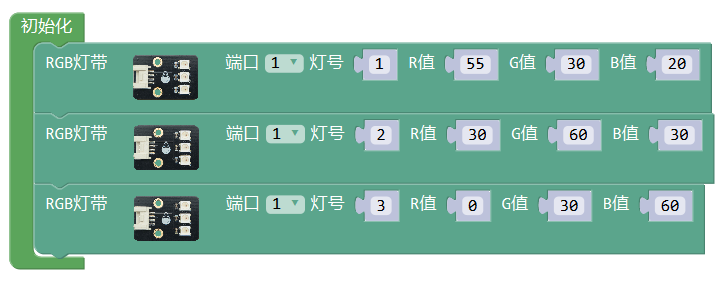 初始化
RGB灯带 端口 1 灯号 1 R值 55 G值 30 B值 20
RGB灯带 端口 1 灯号 2 R值 30 G值 60 B值 30
RGB灯带 端口 1 灯号 3 R值 0 G值 30 B值 60